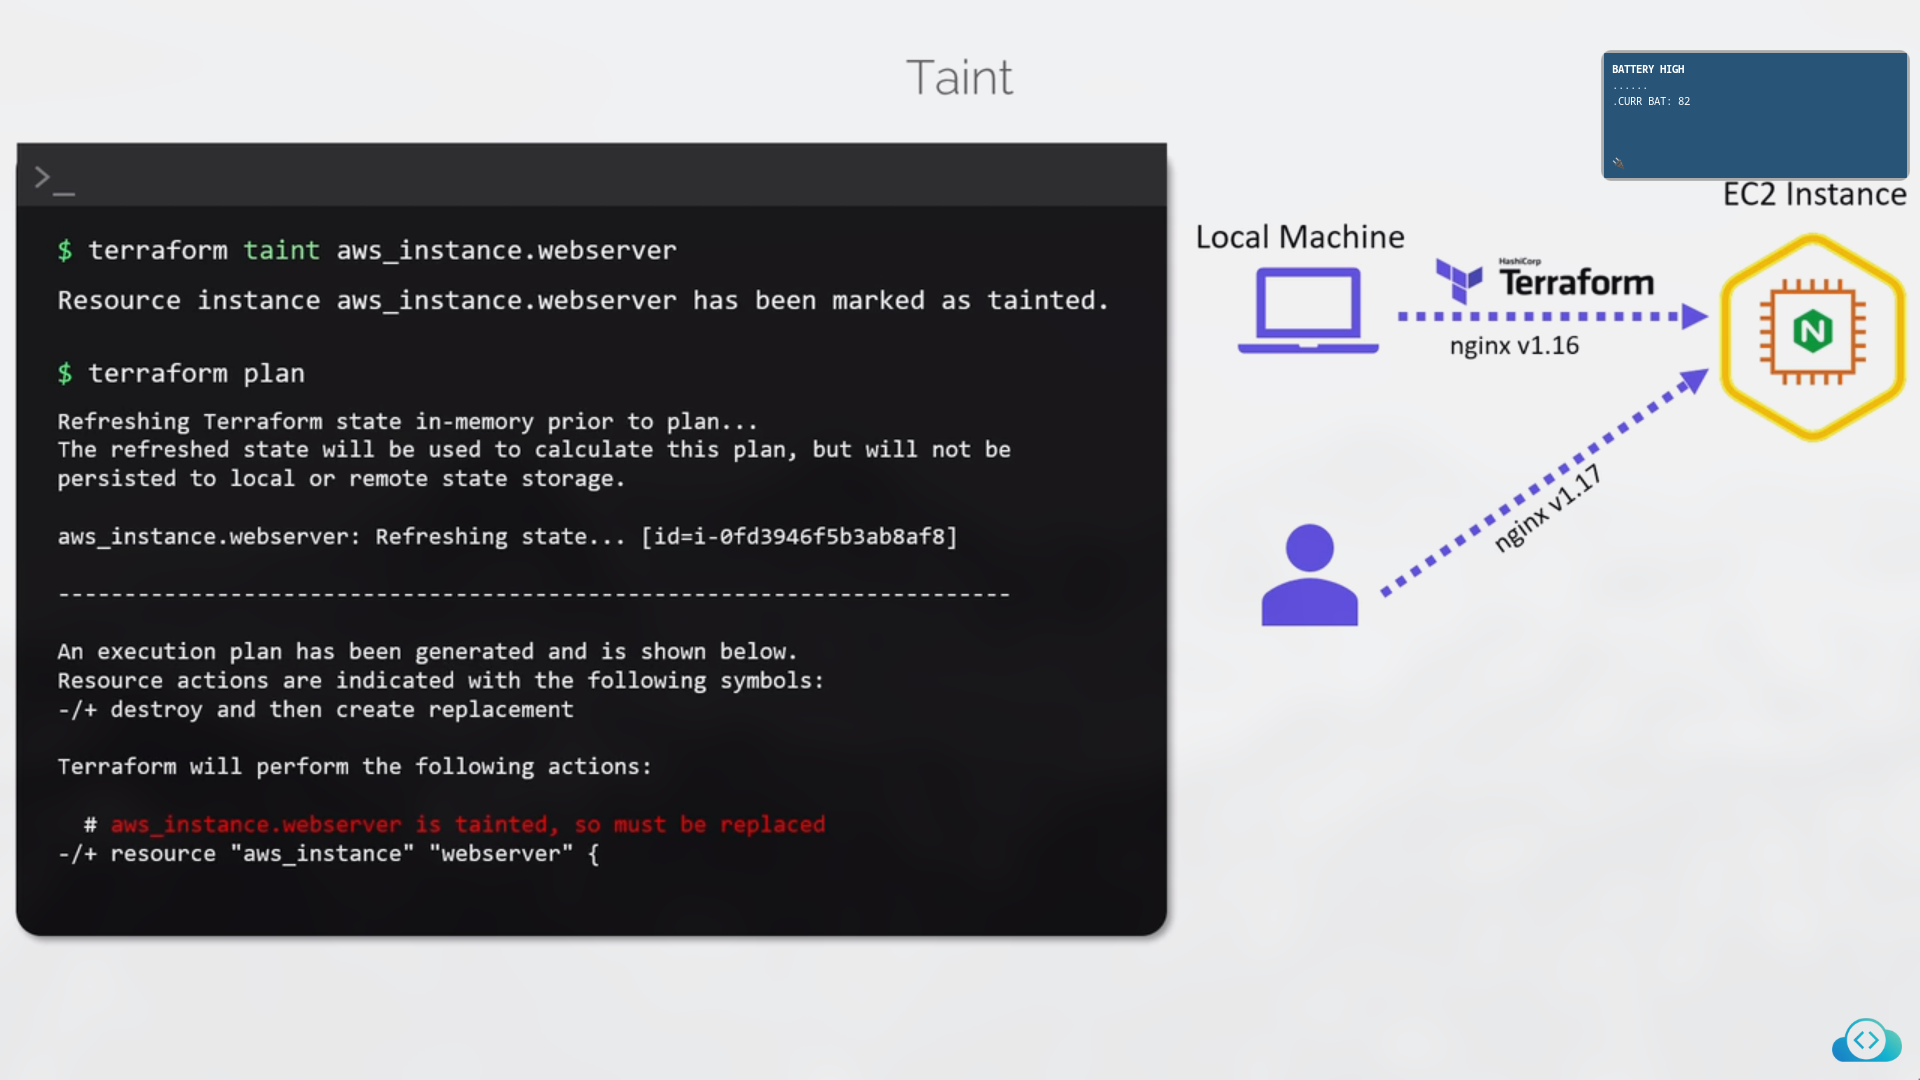 Taint
BATTERY HIGH
......
.CURR BAT: 82
>_
$ terraform taint aws_instance.webserver
Resource instance aws_instance.webserver has been marked as tainted.
$ terraform plan
Refreshing Terraform state in-memory prior to plan...
The refreshed state will be used to calculate this plan, but will not be
persisted to local or remote state storage.
aws_instance.webserver: Refreshing state... [id=i-0fd3946f5b3ab8af8]
------------------------------------------------------------------------
An execution plan has been generated and is shown below.
Resource actions are indicated with the following symbols:
-/+ destroy and then create replacement
Terraform will perform the following actions:
# aws_instance.webserver is tainted, so must be replaced
-/+ resource "aws_instance" "webserver" {
EC2 Instance
Local Machine
HashiCorp
Terraform
nginx v1.16
N
nginx v1.17